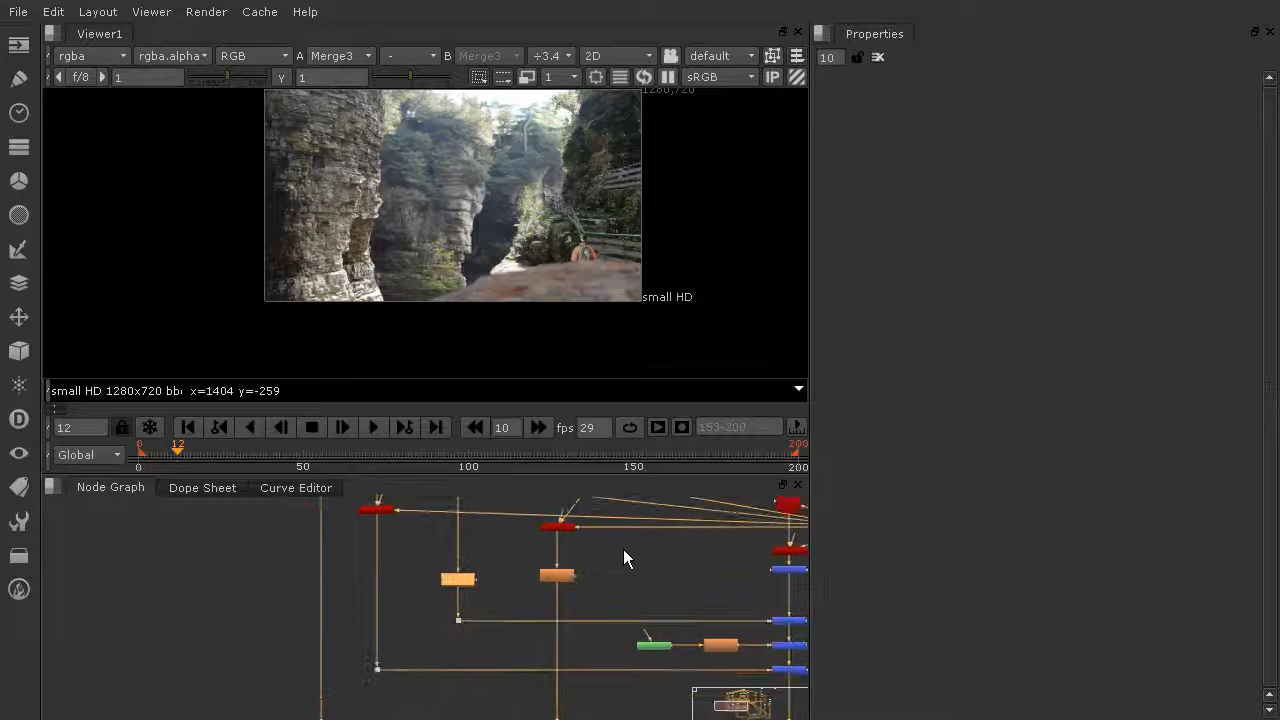 File Edit Layout Viewer Render Cache Help
Viewer1
Properties
rgba rgba.alpha RGB A Merge3 - B Merge3 ÷3.4 2D default
10
f/8 1 Y 1 1 sRGB IP
1280,720
small HD
small HD 1280x720 bb x=1404 y=-259
12 10 fps 29 153-200
0 12 200
Global
0 50 100 150 200
Node Graph Dope Sheet Curve Editor